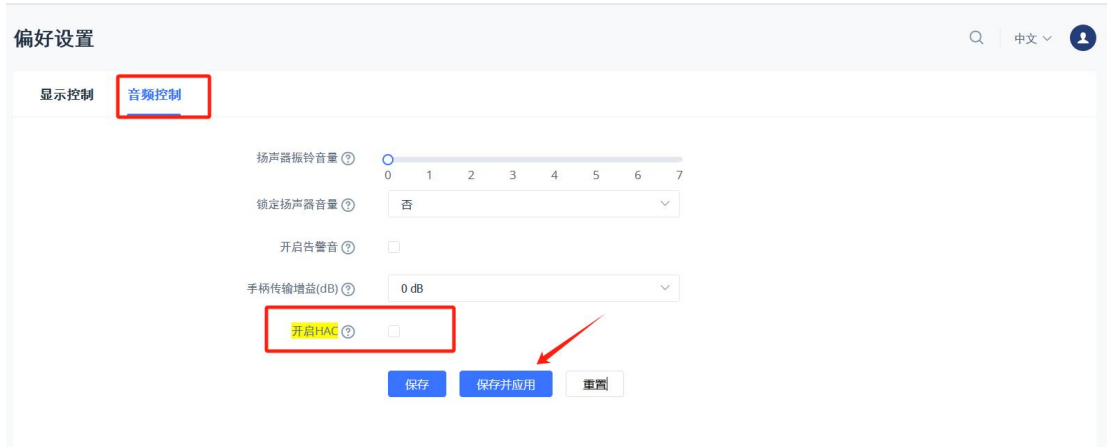 偏好设置
中文
显示控制
音频控制
扬声器振铃音量 ?
0 1 2 3 4 5 6 7
锁定扬声器音量 ? 否
开启告警音 ?
手柄传输增益(dB) ? 0 dB
开启HAC ?
保存 保存并应用 重置